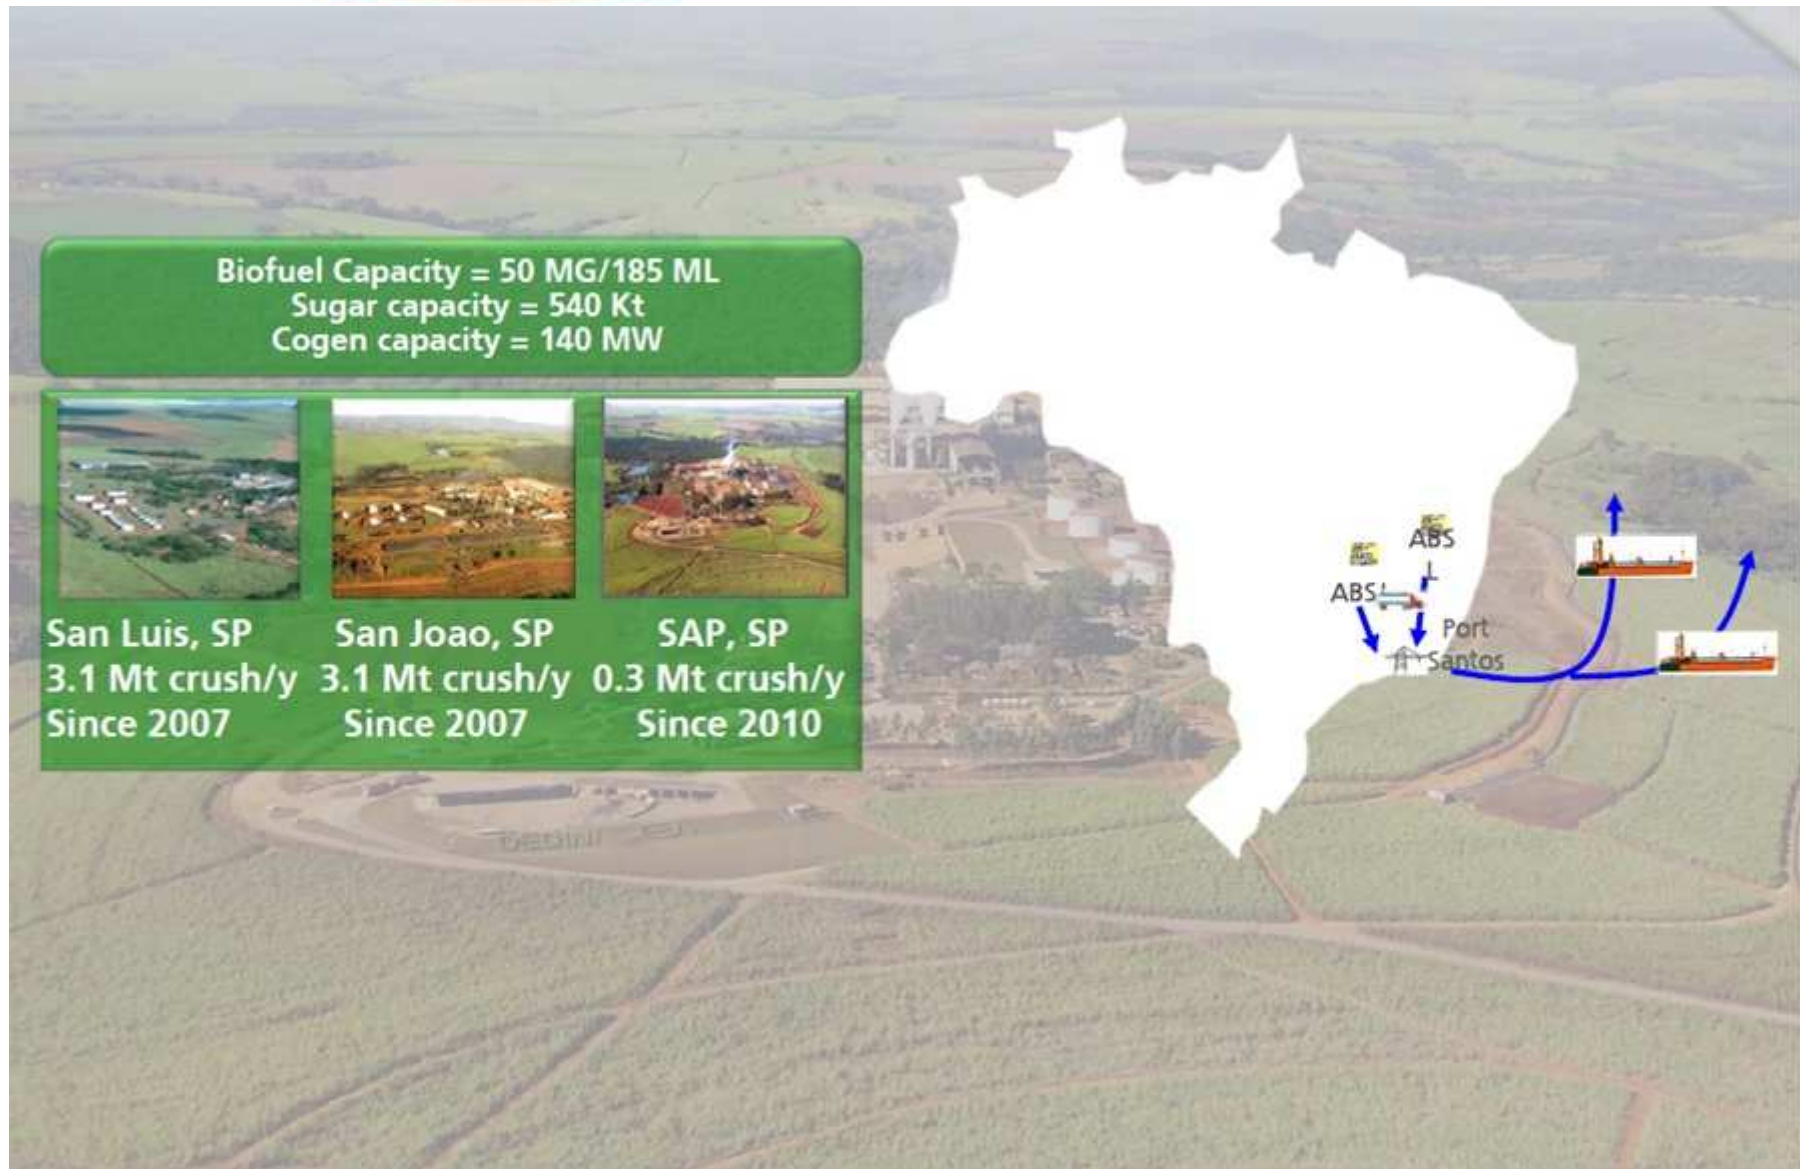 Biofuel Capacity = 50 MG/185 ML
Sugar capacity = 540 Kt
Cogen capacity = 140 MW
San Luis, SP
3.1 Mt crush/y
Since 2007
San Joao, SP
3.1 Mt crush/y
Since 2007
SAP, SP
0.3 Mt crush/y
Since 2010
ABS
ABS
Port
Santos
DEDINI